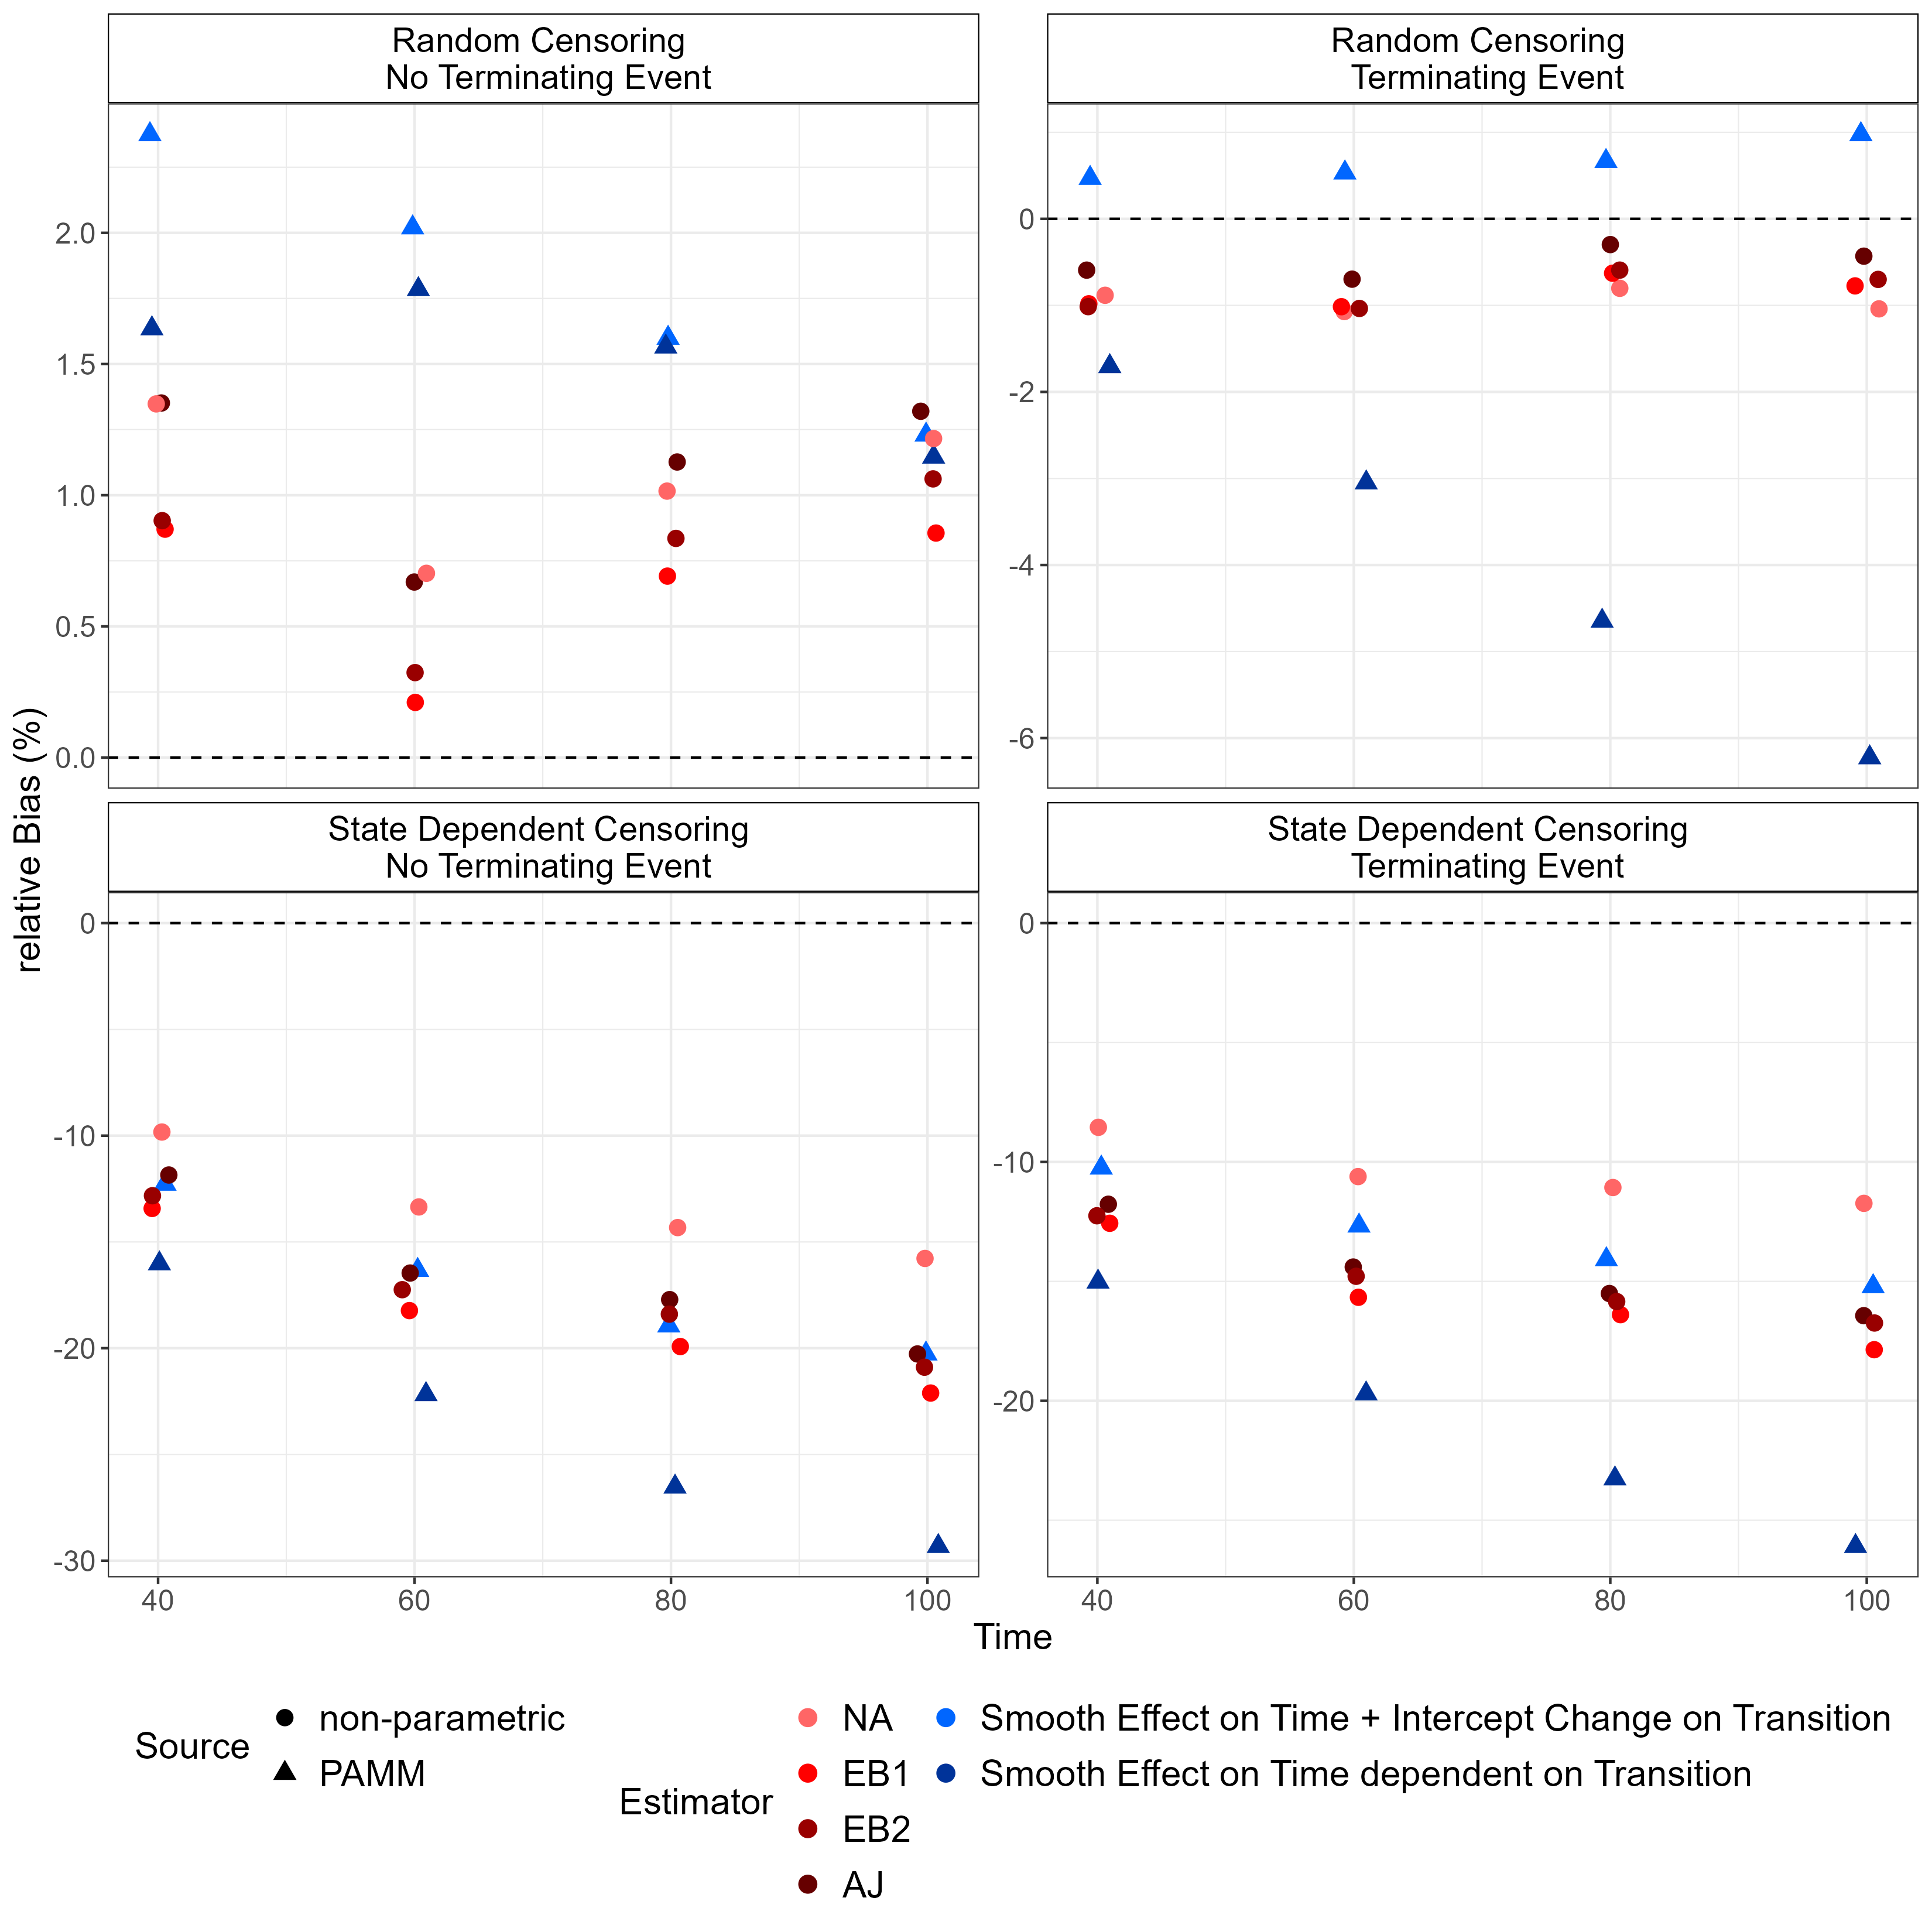 Random Censoring
No Terminating Event
Random Censoring
Terminating Event
2.0
1.5
1.0
0.5
0.0
0
-2
-4
-6
relative Bias (%)
State Dependent Censoring
No Terminating Event
State Dependent Censoring
Terminating Event
0
-10
-20
-30
0
-10
-20
40 60 80 100
40 60 80 100
Time
Source
non-parametric
PAMM
Estimator
NA
EB1
EB2
AJ
Smooth Effect on Time + Intercept Change on Transition
Smooth Effect on Time dependent on Transition